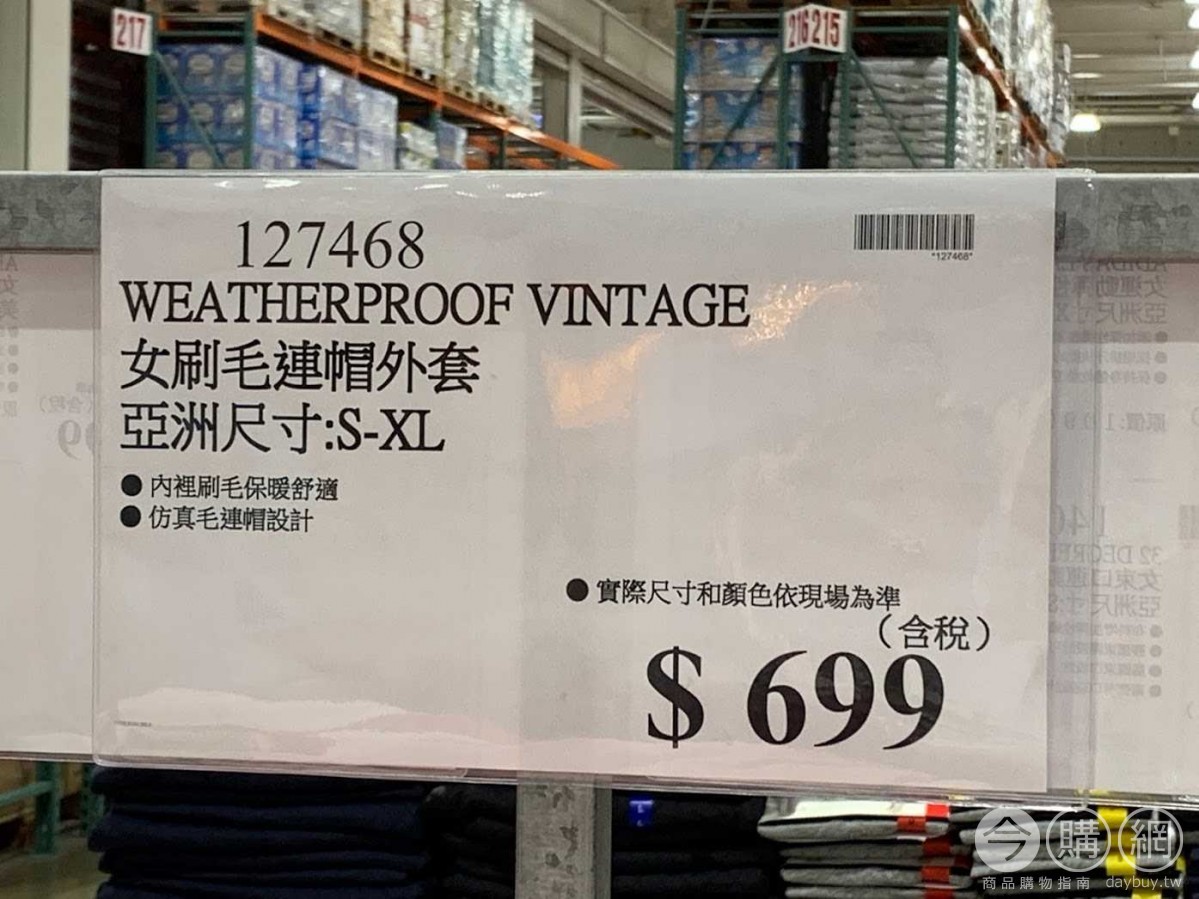 217
216 215
127468
*127468*
WEATHERPROOF VINTAGE
女刷毛連帽外套
亞洲尺寸:S-XL
● 內裡刷毛保暖舒適
● 仿真毛連帽設計
● 實際尺寸和顏色依現場為準
(含稅)
$ 699
今購網
商品購物指南 daybuy.tw